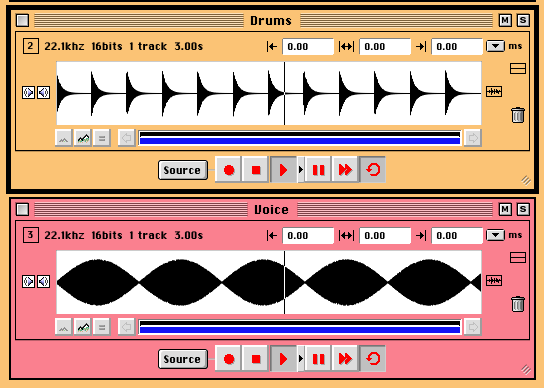 Drums
M S
2 22.1khz 16bits 1 track 3.00s 0.00 0.00 0.00 ms
Source
Voice
M S
3 22.1khz 16bits 1 track 3.00s 0.00 0.00 0.00 ms
Source